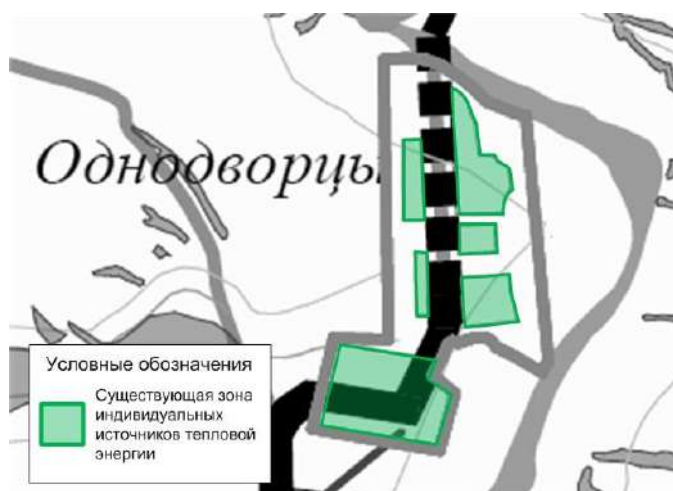 Однодворцы
Условные обозначения
Существующая зона
индивидуальных
источников тепловой
энергии